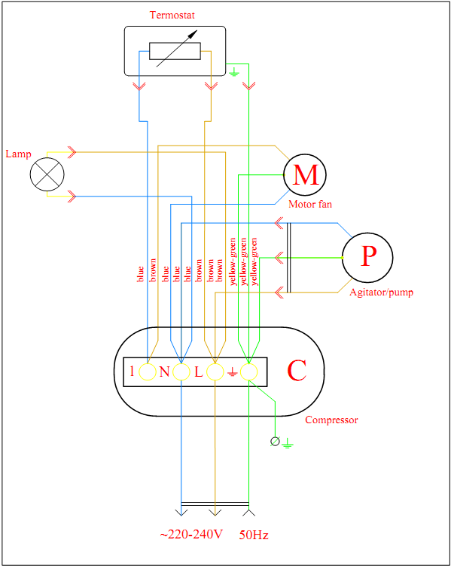 Termostat
Lamp
M
Motor fan
P
Agitator/pump
blue
brown
blue
blue
blue
brown
brown
brown
yellow-green
yellow-green
yellow-green
1 N L C
Compressor
~220-240V 50Hz